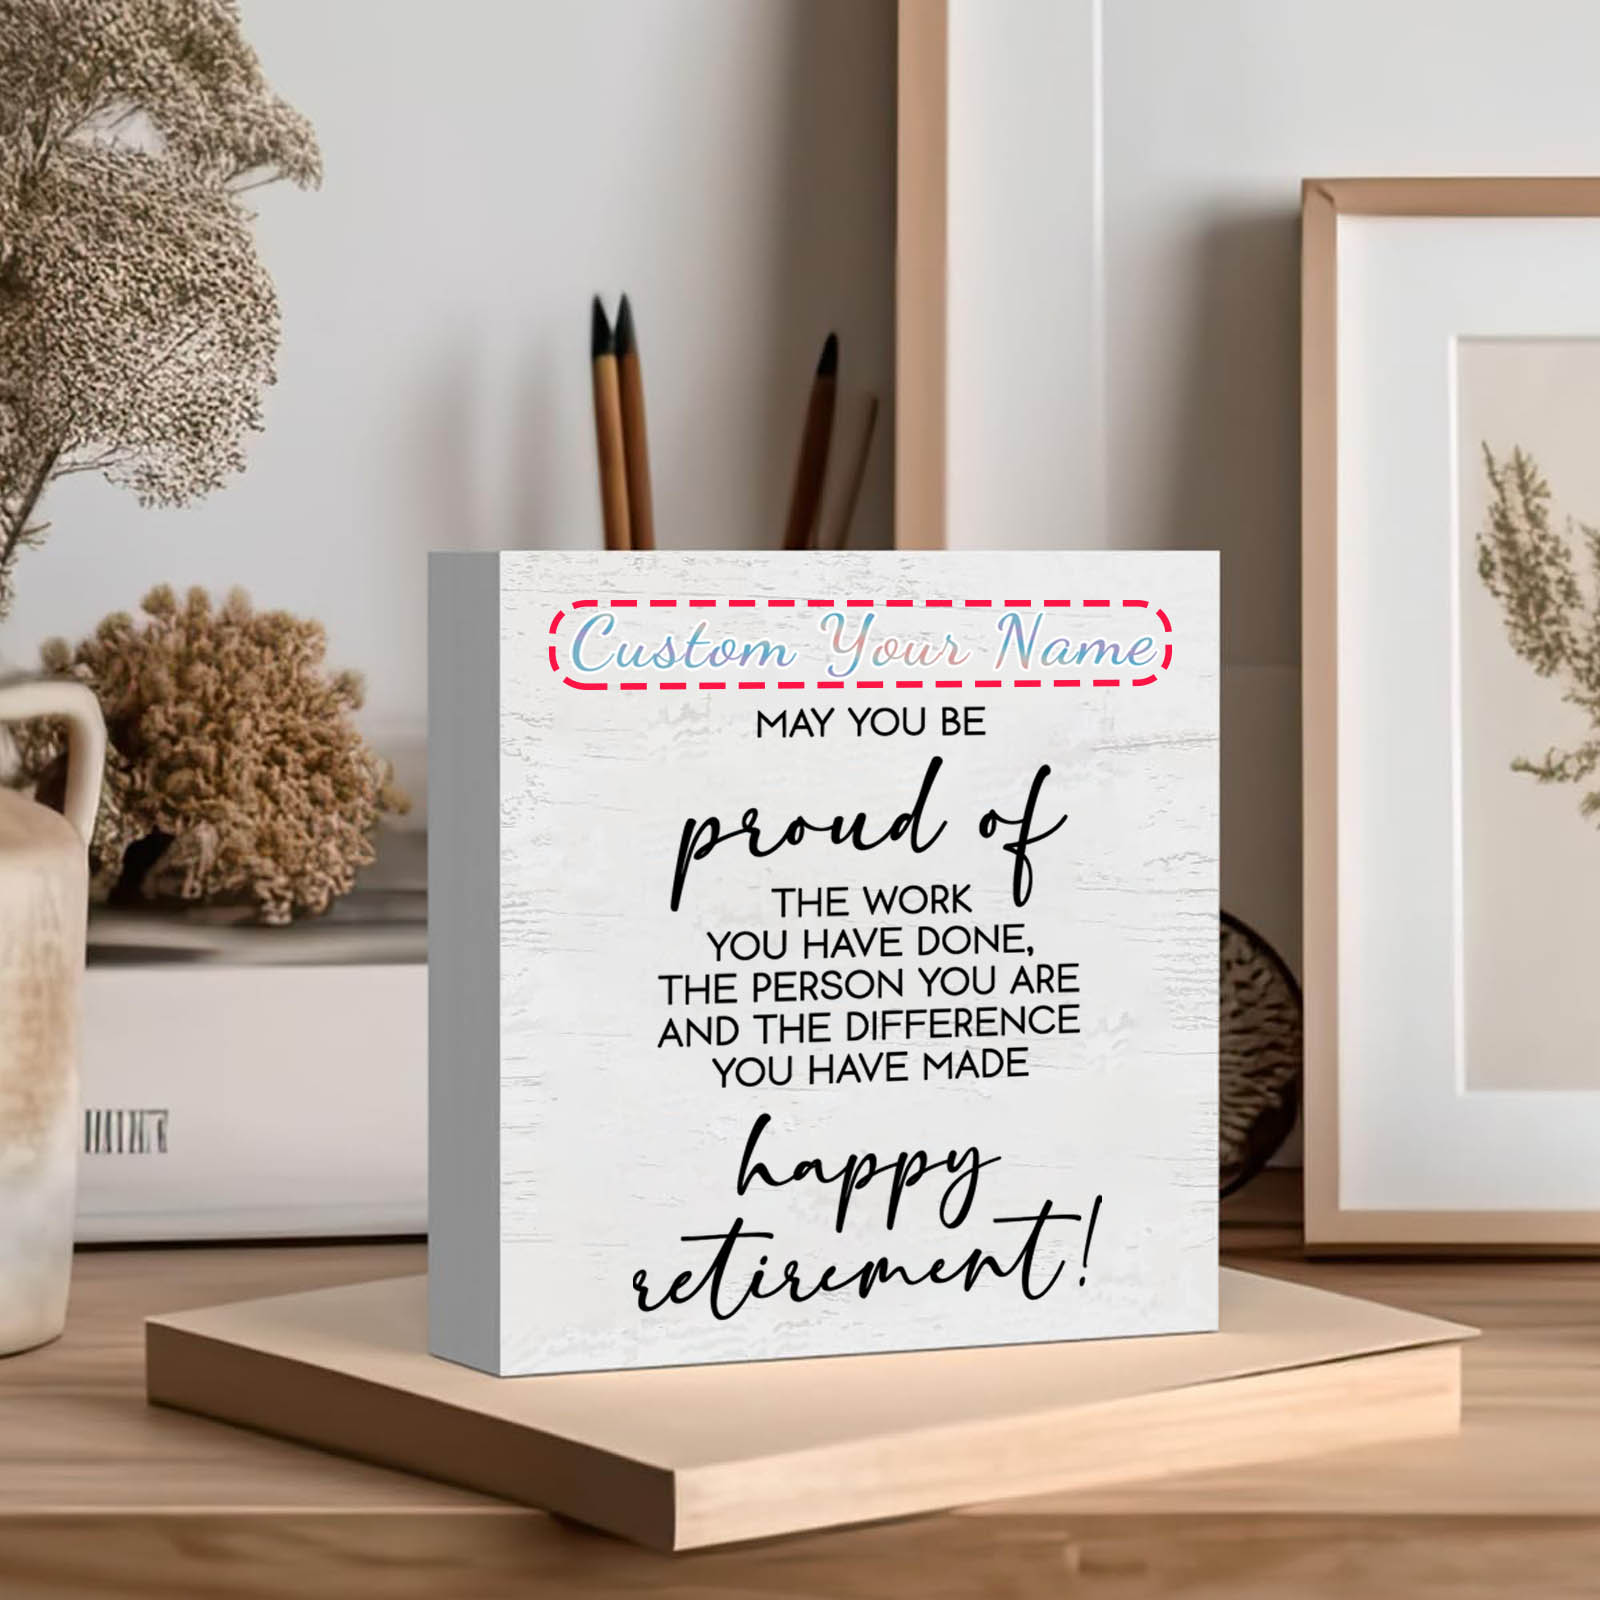 Custom Your Name
MAY YOU BE
proud of
THE WORK
YOU HAVE DONE,
THE PERSON YOU ARE
AND THE DIFFERENCE
YOU HAVE MADE
happy
retirement!